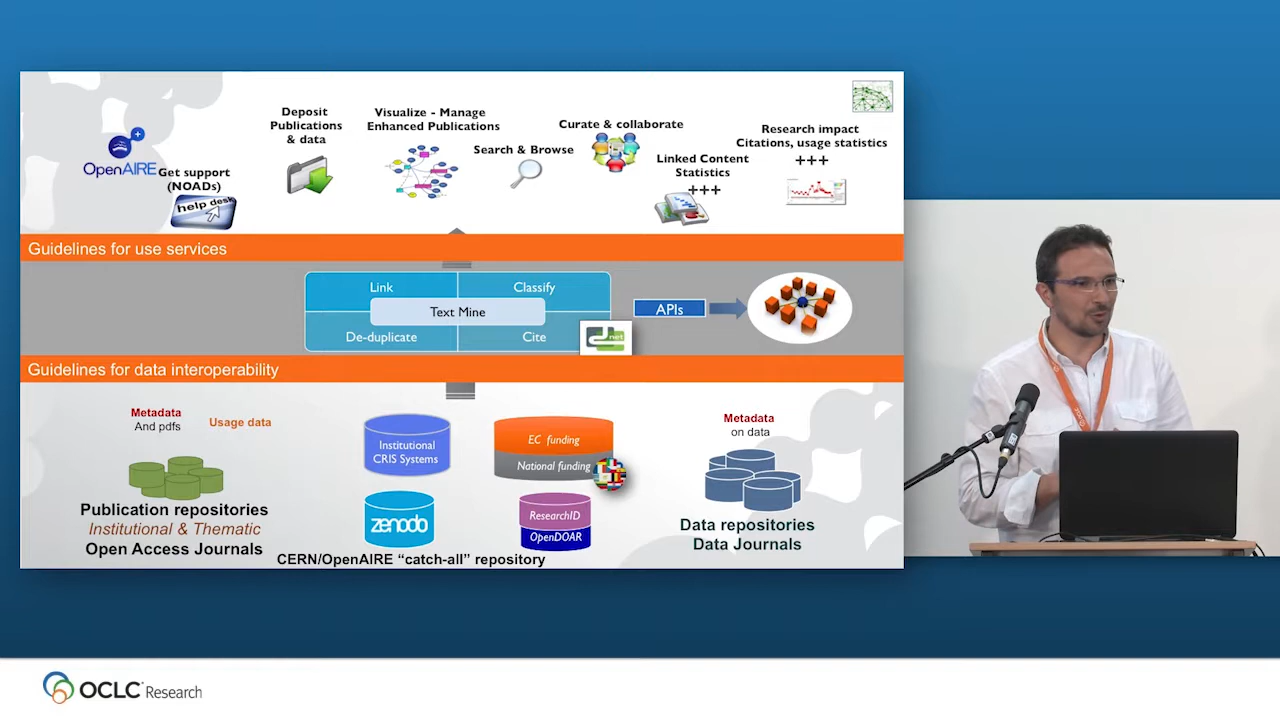 OpenAIRE
Get support
(NOADs)
help desk
Deposit
Publications
& data
Visualize - Manage
Enhanced Publications
Search & Browse
Curate & collaborate
Linked Content
Statistics
+++
Research impact
Citations, usage statistics
+++
Guidelines for use services
Link
Classify
Text Mine
De-duplicate
Cite
net
APIs
Guidelines for data interoperability
Metadata
And pdfs
Usage data
Publication repositories
Institutional & Thematic
Open Access Journals
Institutional
CRIS Systems
EC funding
National funding
zenodo
ResearchID
OpenDOAR
CERN/OpenAIRE “catch-all” repository
Metadata
on data
Data repositories
Data Journals
OCLC Research